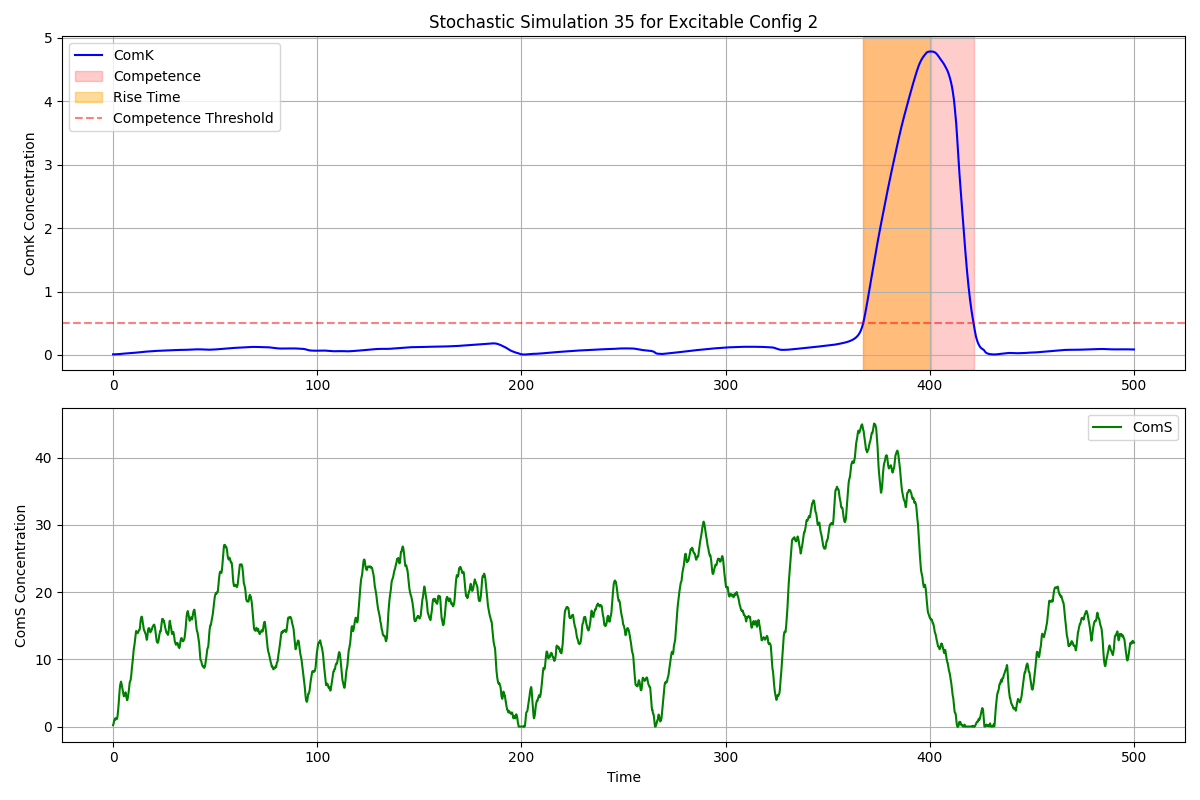 Stochastic Simulation 35 for Excitable Config 2
ComK Concentration
5
4
3
2
1
0
ComK
Competence
Rise Time
Competence Threshold
0 100 200 300 400 500
ComS Concentration
40
30
20
10
0
ComS
0 100 200 300 400 500
Time